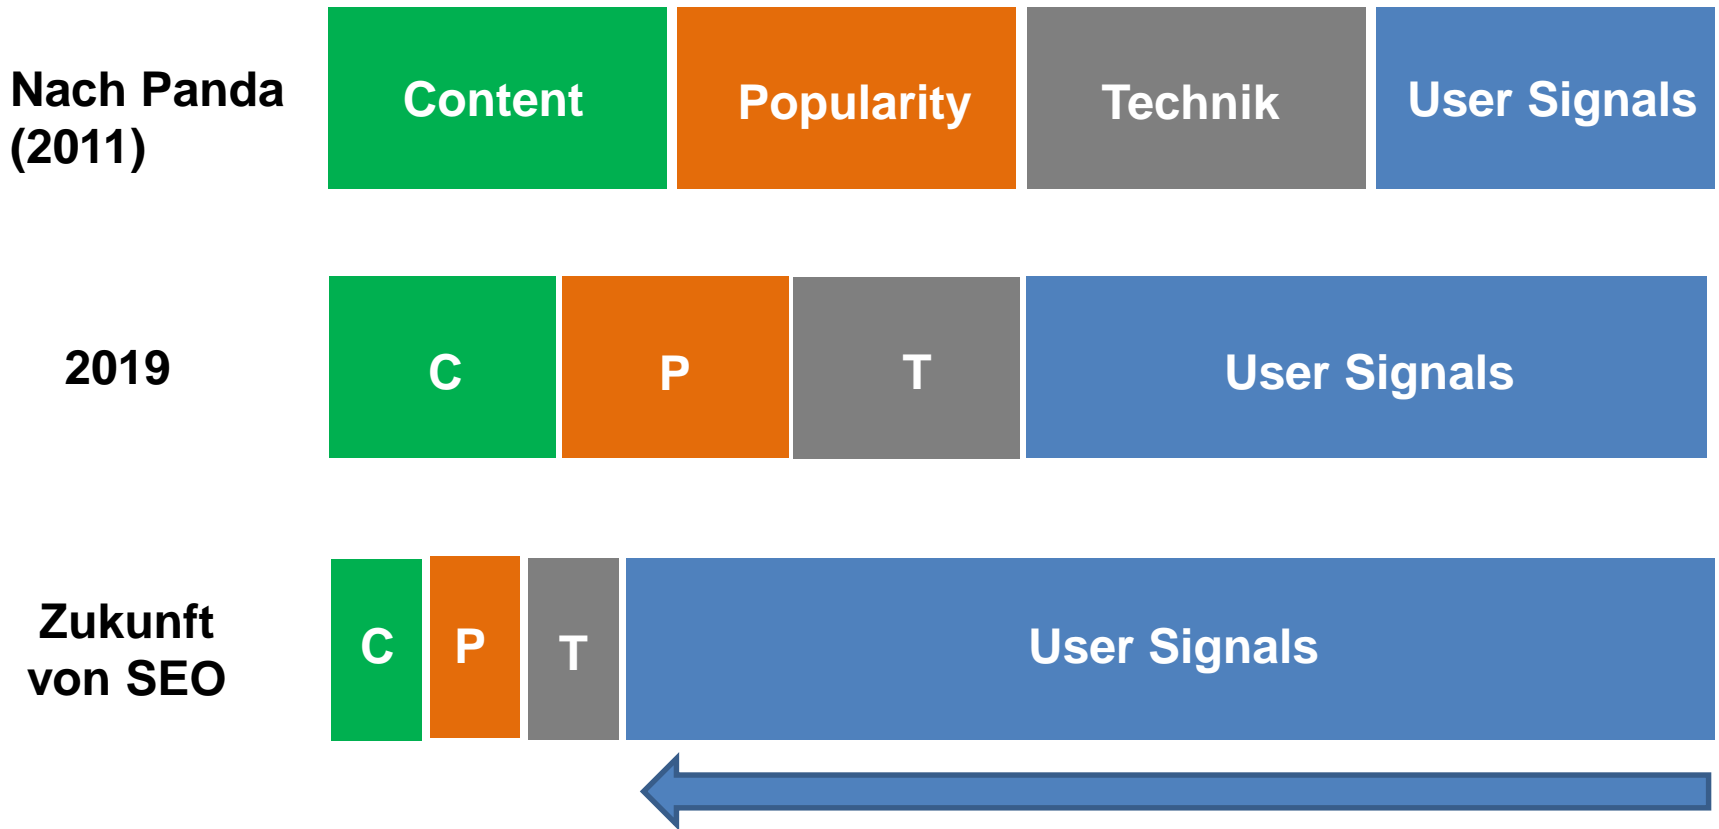 Nach Panda
(2011)
Content
Popularity
Technik
User Signals
2019
C
P
T
User Signals
Zukunft
von SEO
C
P
T
User Signals